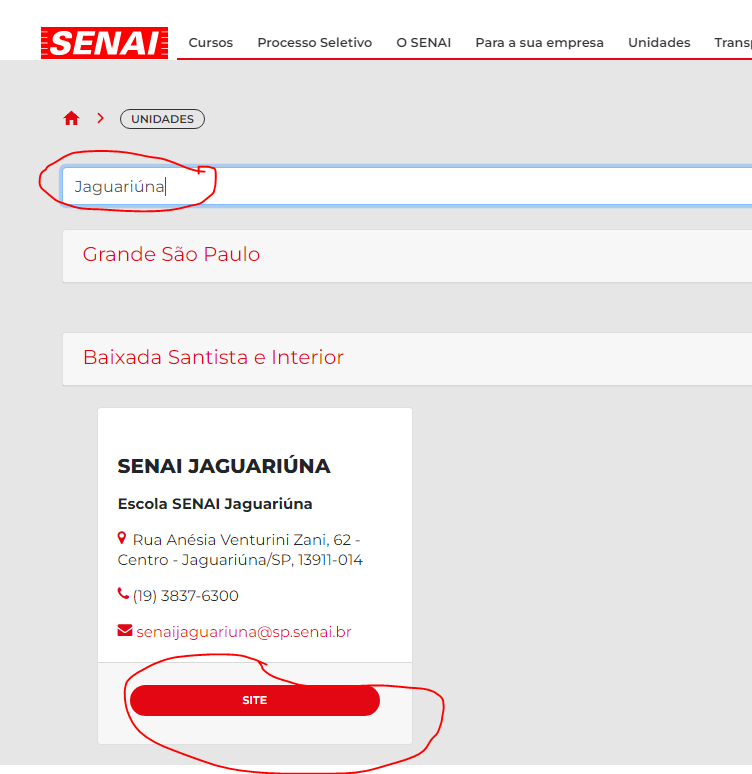 SENAI
Cursos Processo Seletivo O SENAI Para a sua empresa Unidades Transp
UNIDADES
Jaguariúna
Grande São Paulo
Baixada Santista e Interior
SENAI JAGUARIÚNA
Escola SENAI Jaguariúna
Rua Anésia Venturini Zani, 62 -
Centro - Jaguariúna/SP, 13911-014
(19) 3837-6300
senaijaguariuna@sp.senai.br
SITE